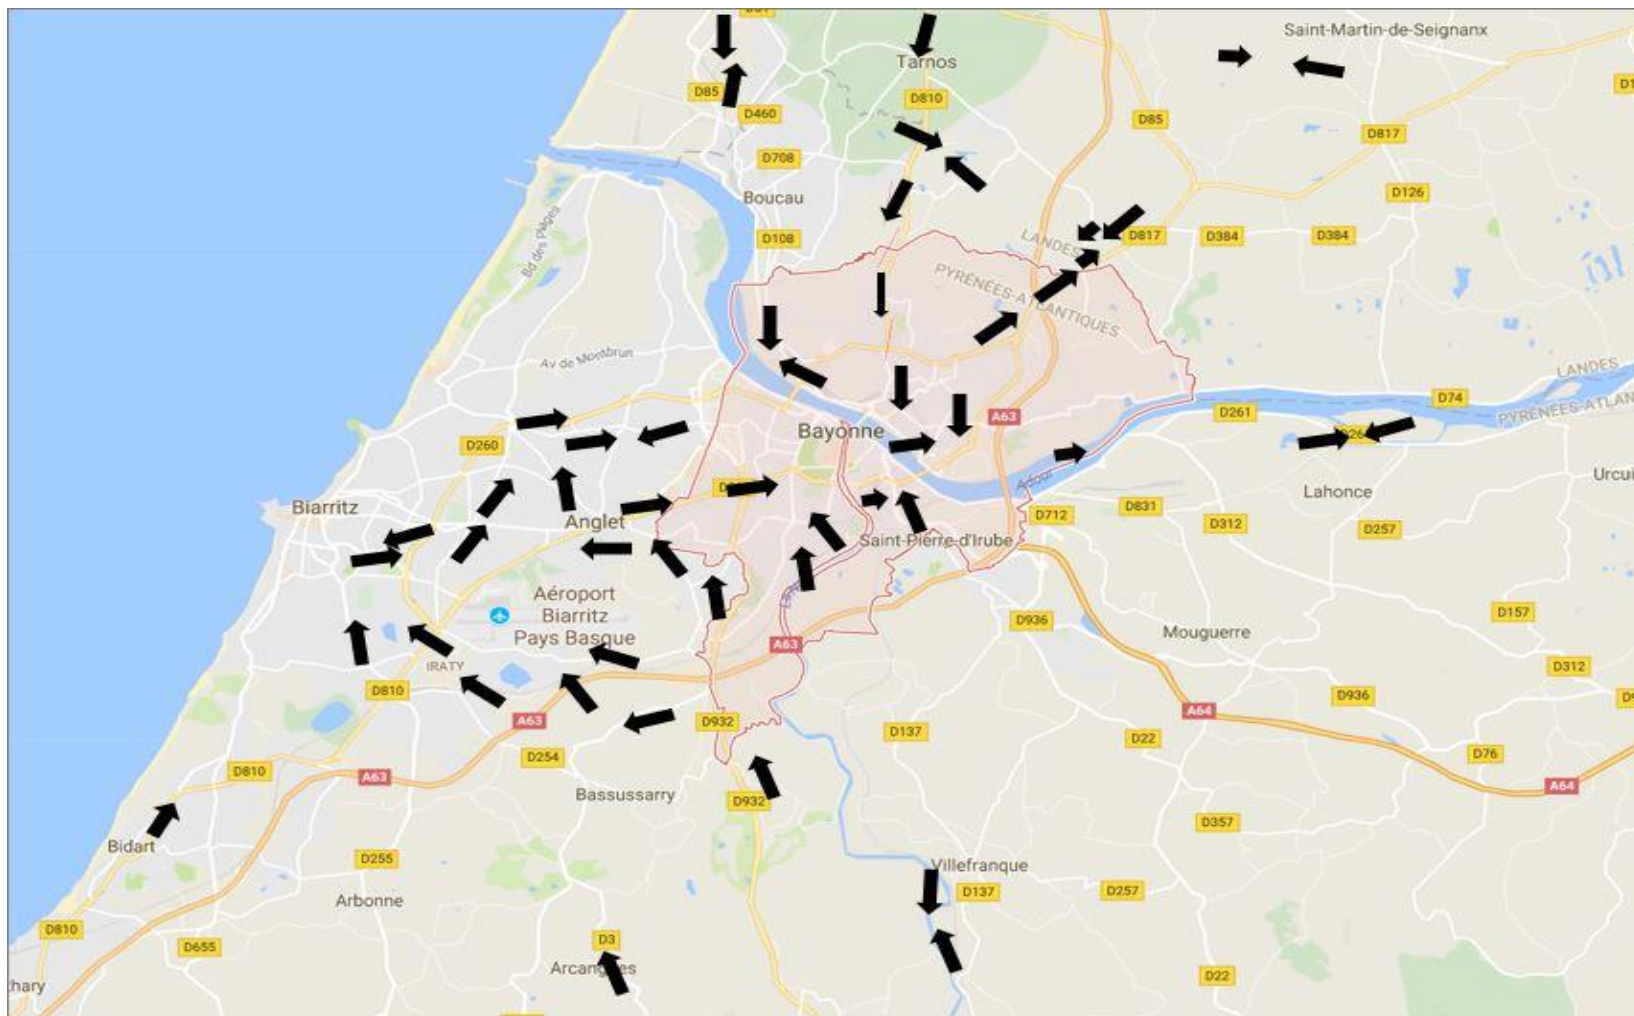 Saint-Martin-de-Seignanx
Tarnos
D85
D810
D460
D85
D817
D708
D126
Boucau
Bd des Plages
D108
LANDES
D817
D384
D384
PYRÉNÉES-ATLANTIQUES
Av de Montbrun
LANDES
D74
D261
A63
PYRÉNÉES-ATLAN
Bayonne
D260
Adour
Urcui
Lahonce
Biarritz
D831
D712
D312
D257
Anglet
Saint-Pierre-d'Irube
Aéroport
Biarritz
Pays Basque
D157
D936
Mouguerre
A63
IRATY
D312
D810
D936
A63
D932
A64
D137
D22
D76
D254
D810
A63
A64
Bassussarry
D932
D357
Bidart
D255
Villefranque
D137
D257
Arbonne
D810
D655
D3
Arcangues
D22
hary